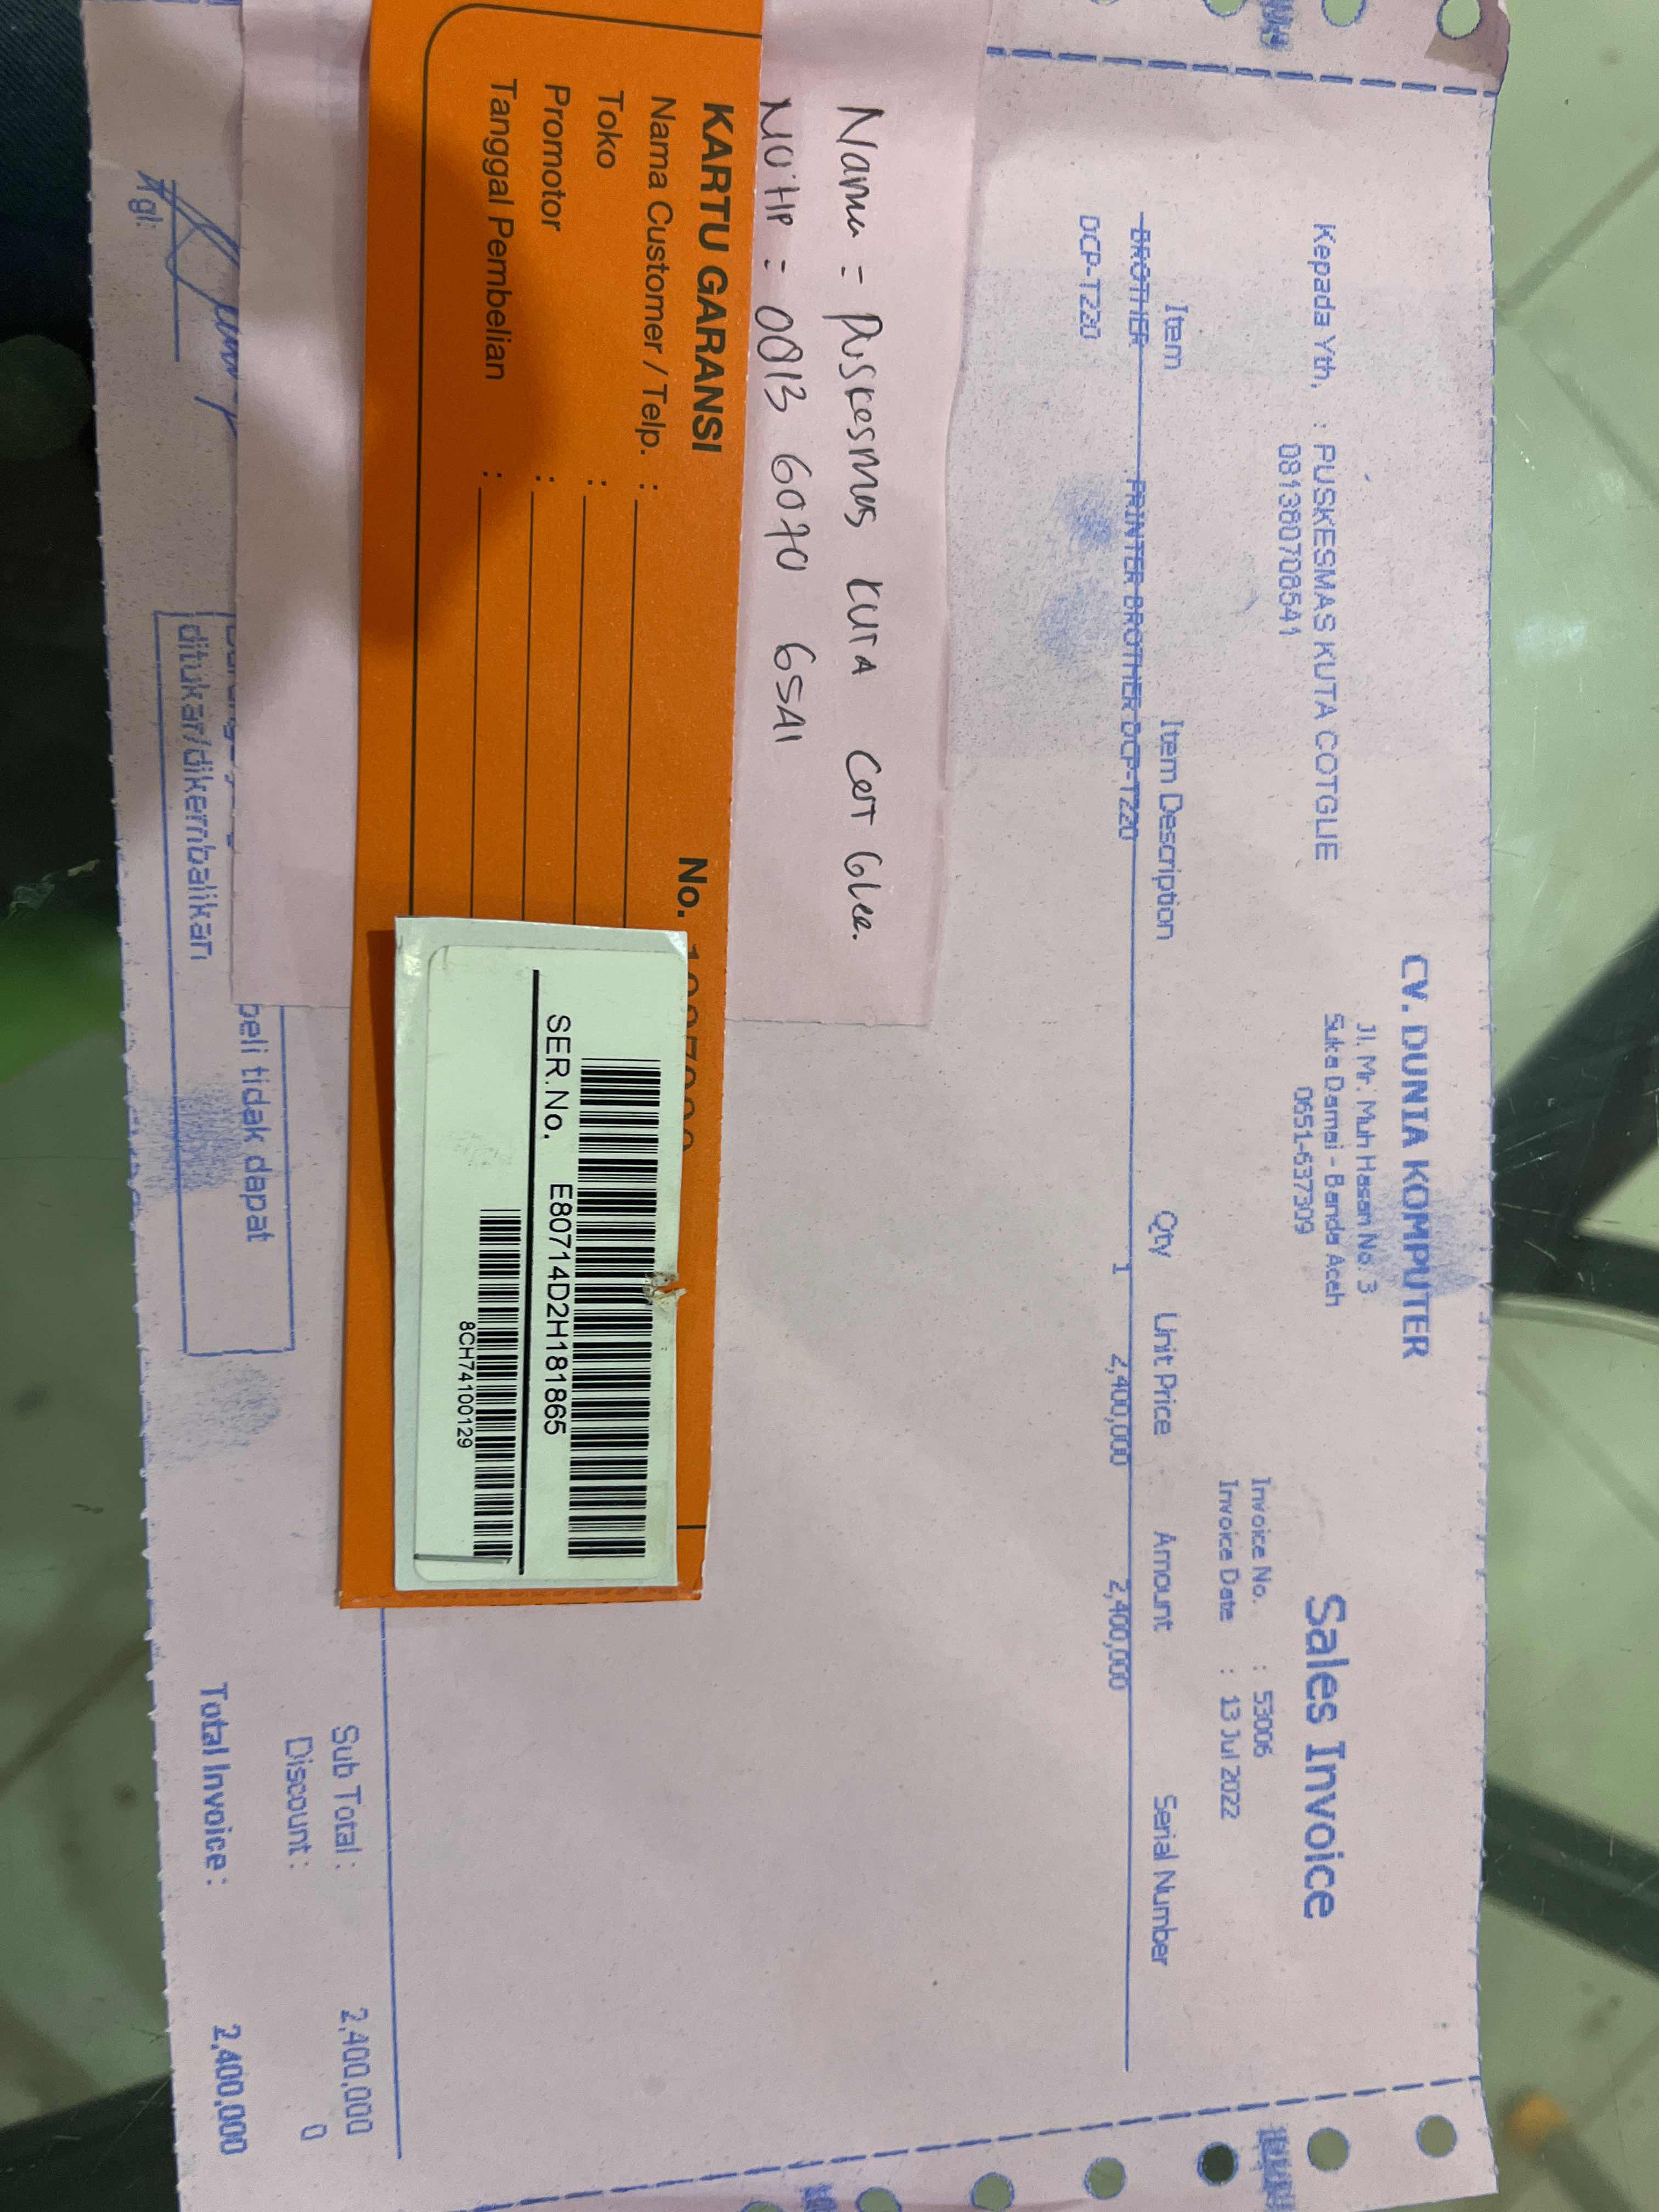 CV. DUNIA KOMPUTER
Jl. Mr. Muh Hasan No. 3
Suka Damai - Banda Aceh
0651-637309
Sales Invoice
Kepada Yth, : PUSKESMAS KUTA COTGLIE
081360706541
Invoice No. : 53006
Invoice Date : 13 Jul 2022
Item Item Description Qty Unit Price Amount Serial Number
BROTHER PRINTER BROTHER DCP-T220 1 2,400,000 2,400,000
DCP-T220
Nama = Puskesmas KUTA Cot Glee.
No Hp = 0813 6070 6541
KARTU GARANSI
No.
Nama Customer / Telp. :
Toko :
Promotor :
Tanggal Pembelian :
SER.No. E80714D2H181865
8CH74100129
Sub Total : 2,400,000
Discount : 0
Total Invoice : 2,400,000
beli tidak dapat
ditukar/dikembalikan
Tgl: